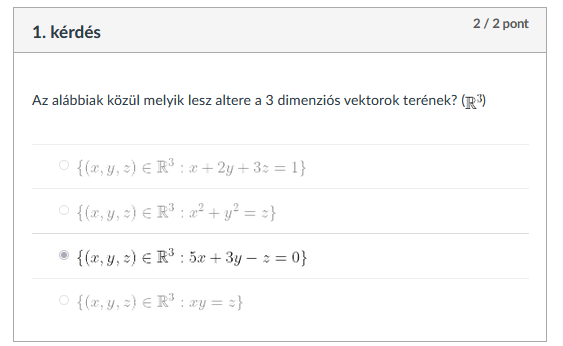 1. kérdés
2 / 2 pont
Az alábbiak közül melyik lesz altere a 3 dimenziós vektorok terének? (ℝ³)
{(x, y, z) ∈ ℝ³ : x + 2y + 3z = 1}
{(x, y, z) ∈ ℝ³ : x² + y² = z}
{(x, y, z) ∈ ℝ³ : 5x + 3y − z = 0}
{(x, y, z) ∈ ℝ³ : xy = z}